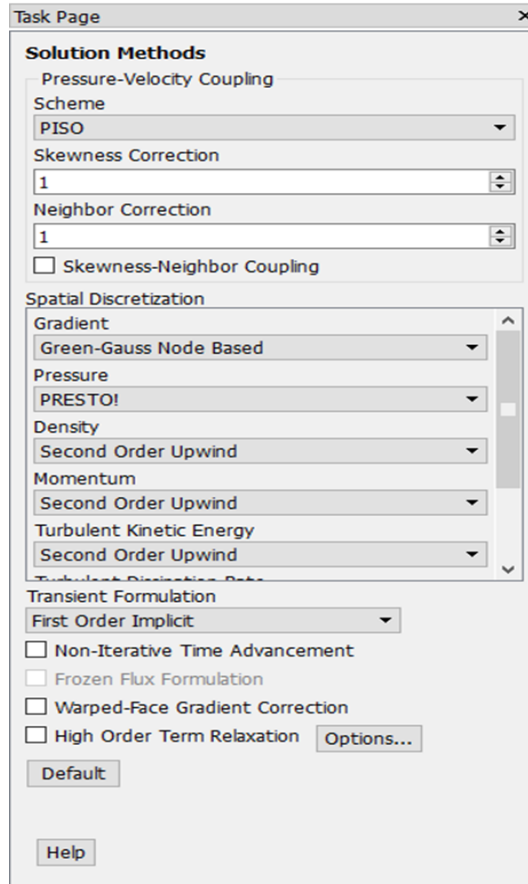 Task Page
Solution Methods
Pressure-Velocity Coupling
Scheme
PISO
Skewness Correction
1
Neighbor Correction
1
Skewness-Neighbor Coupling
Spatial Discretization
Gradient
Green-Gauss Node Based
Pressure
PRESTO!
Density
Second Order Upwind
Momentum
Second Order Upwind
Turbulent Kinetic Energy
Second Order Upwind
Turbulent Dissipation Rate
Transient Formulation
First Order Implicit
Non-Iterative Time Advancement
Frozen Flux Formulation
Warped-Face Gradient Correction
High Order Term Relaxation Options...
Default
Help